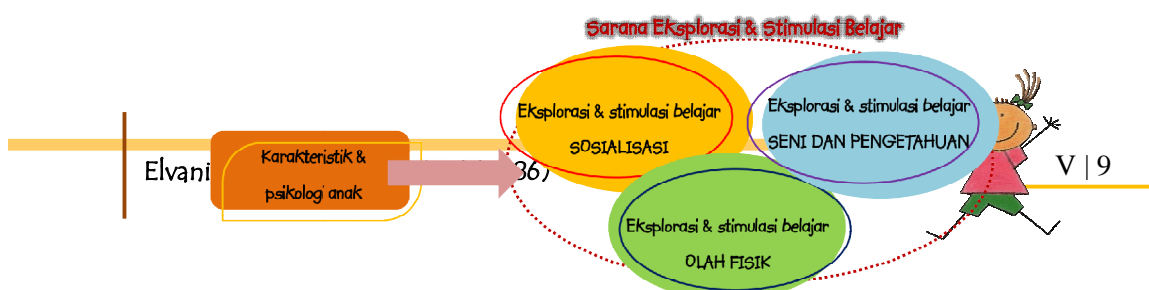 Sarana Eksplorasi & Stimulasi Belajar
Eksplorasi & stimulasi belajar
SOSIALISASI
Eksplorasi & stimulasi belajar
SENI DAN PENGETAHUAN
Elvani
36)
Karakteristik &
psikologi anak
V | 9
Eksplorasi & stimulasi belajar
OLAH FISIK